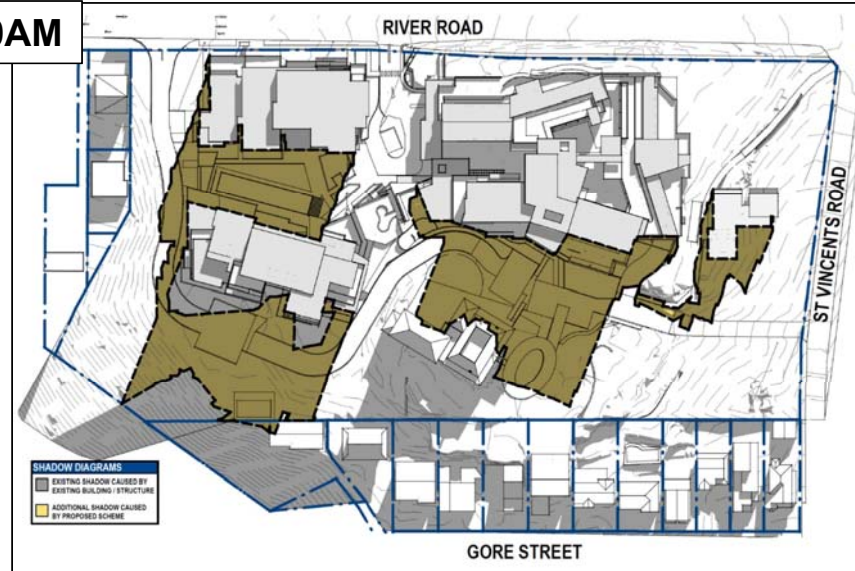 0AM
RIVER ROAD
ST VINCENTS ROAD
SHADOW DIAGRAMS
EXISTING SHADOW CAUSED BY
EXISTING BUILDING / STRUCTURE
ADDITIONAL SHADOW CAUSED
BY PROPOSED SCHEME
GORE STREET